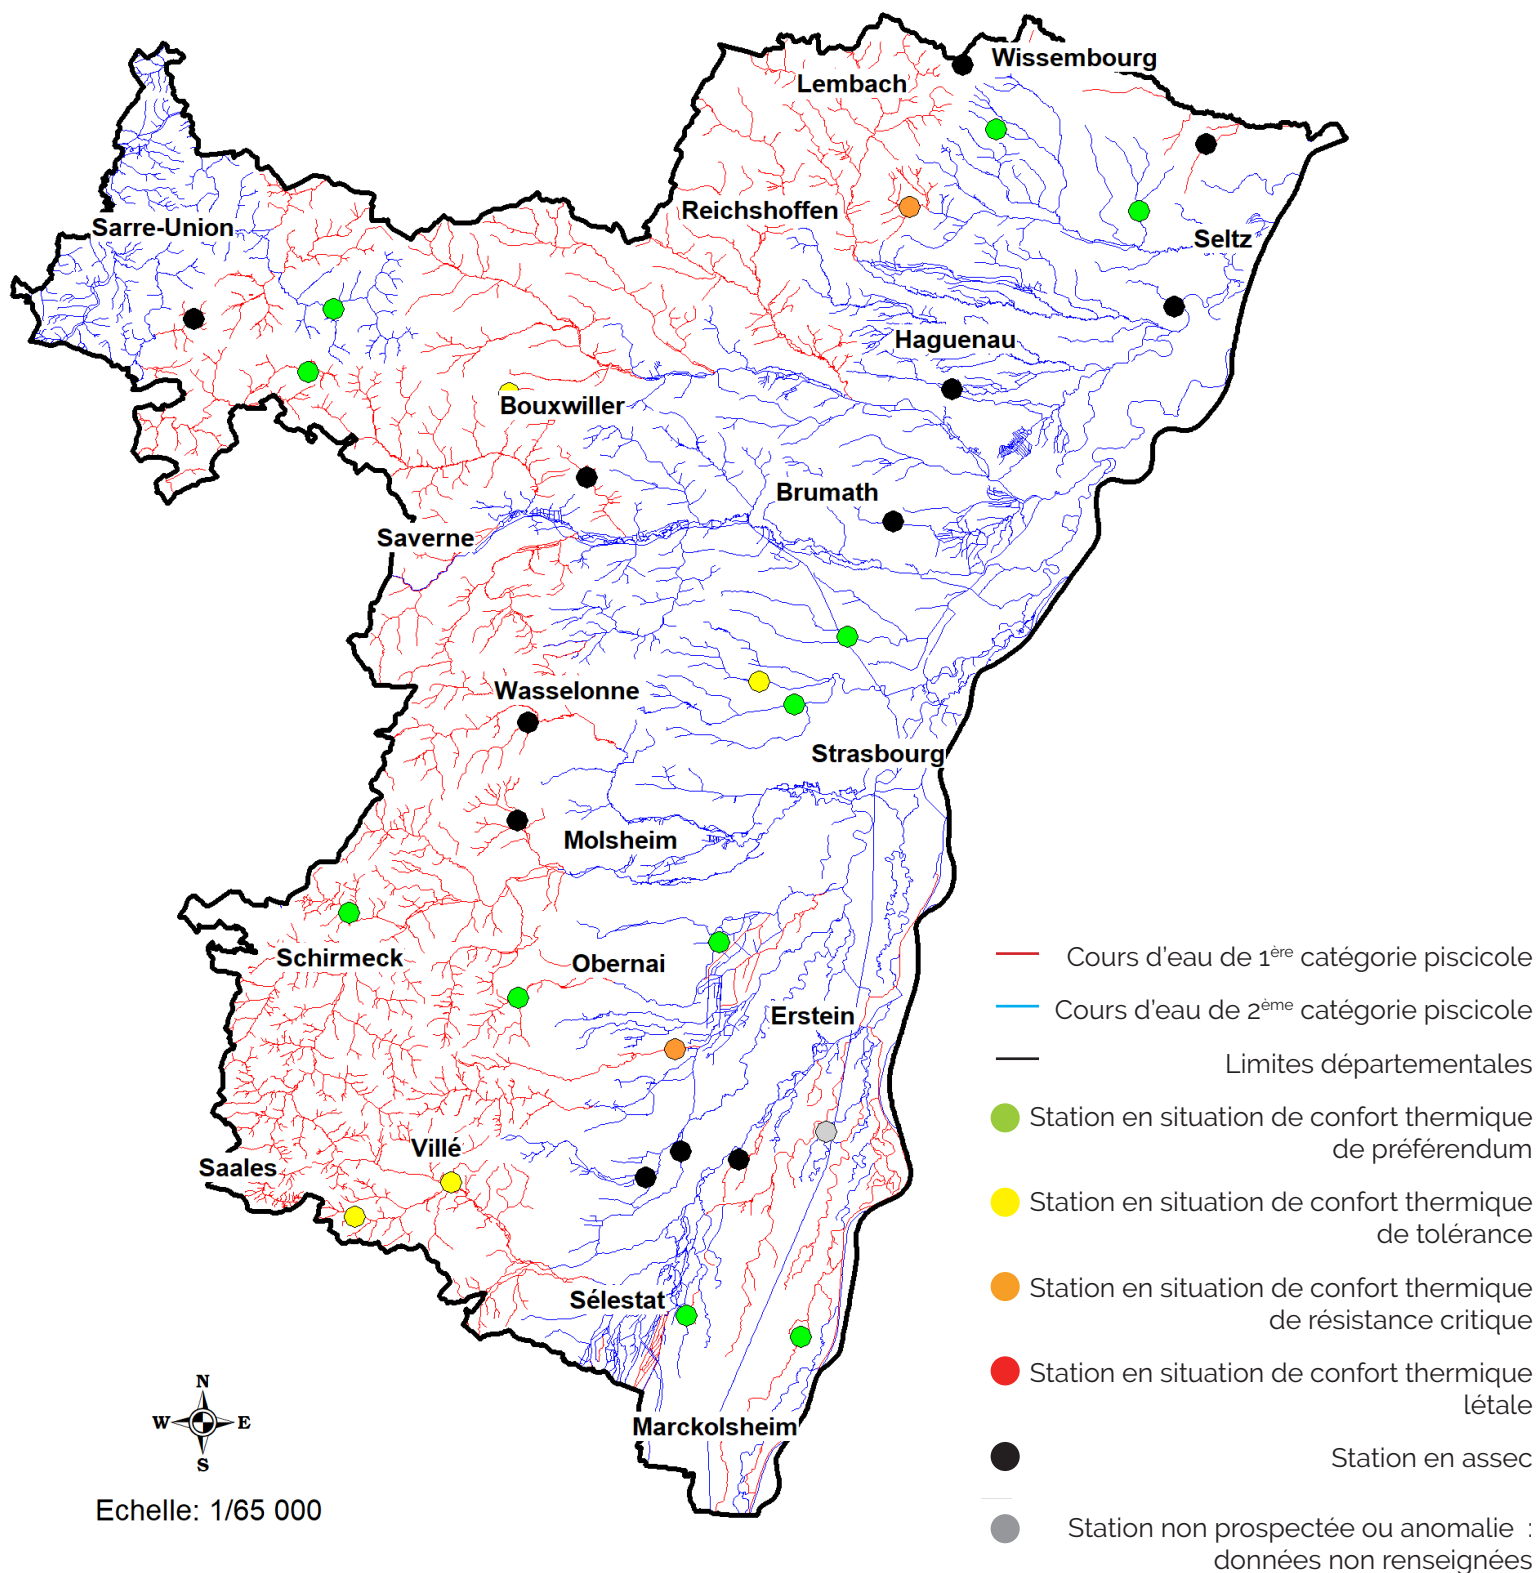 Wissembourg
Lembach
Reichshoffen
Sarre-Union
Seltz
Haguenau
Bouxwiller
Brumath
Saverne
Wasselonne
Strasbourg
Molsheim
Schirmeck
Obernai
Erstein
Villé
Saales
Sélestat
Marckolsheim
N
W E
S
Echelle: 1/65 000
Cours d'eau de 1ère catégorie piscicole
Cours d'eau de 2ème catégorie piscicole
Limites départementales
Station en situation de confort thermique
de préférendum
Station en situation de confort thermique
de tolérance
Station en situation de confort thermique
de résistance critique
Station en situation de confort thermique
létale
Station en assec
Station non prospectée ou anomalie :
données non renseignées